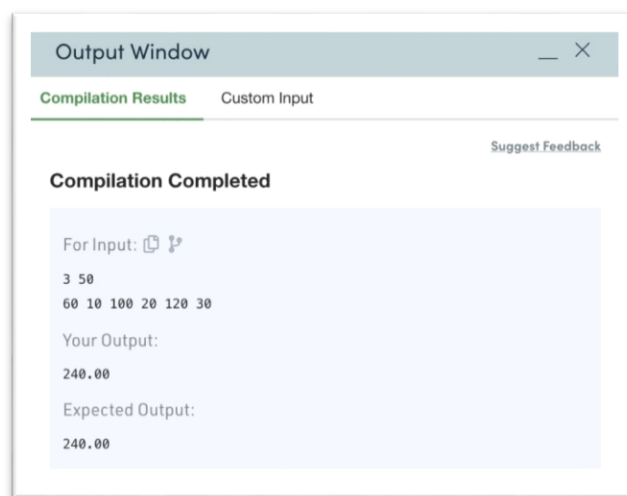 Output Window
Compilation Results Custom Input
Suggest Feedback
Compilation Completed
For Input:
3 50
60 10 100 20 120 30
Your Output:
240.00
Expected Output:
240.00